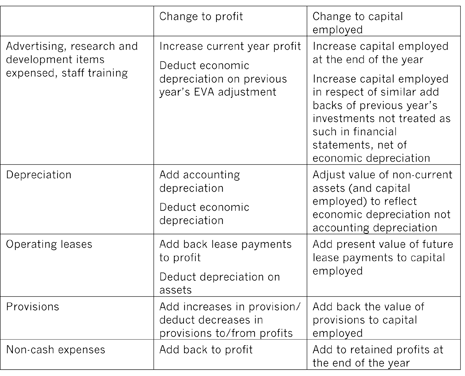 Change to profit
Change to capital
employed
Advertising, research and
development items
expensed, staff training
Increase current year profit
Deduct economic
depreciation on previous
year's EVA adjustment
Increase capital employed
at the end of the year
Increase capital employed
in respect of similar add
backs of previous year's
investments not treated as
such in financial
statements, net of
economic depreciation
Depreciation
Add accounting
depreciation
Deduct economic
depreciation
Adjust value of non-current
assets (and capital
employed) to reflect
economic depreciation not
accounting depreciation
Operating leases
Add back lease payments
to profit
Deduct depreciation on
assets
Add present value of future
lease payments to capital
employed
Provisions
Add increases in provision/
deduct decreases in
provisions to/from profits
Add back the value of
provisions to capital
employed
Non-cash expenses
Add back to profit
Add to retained profits at
the end of the year